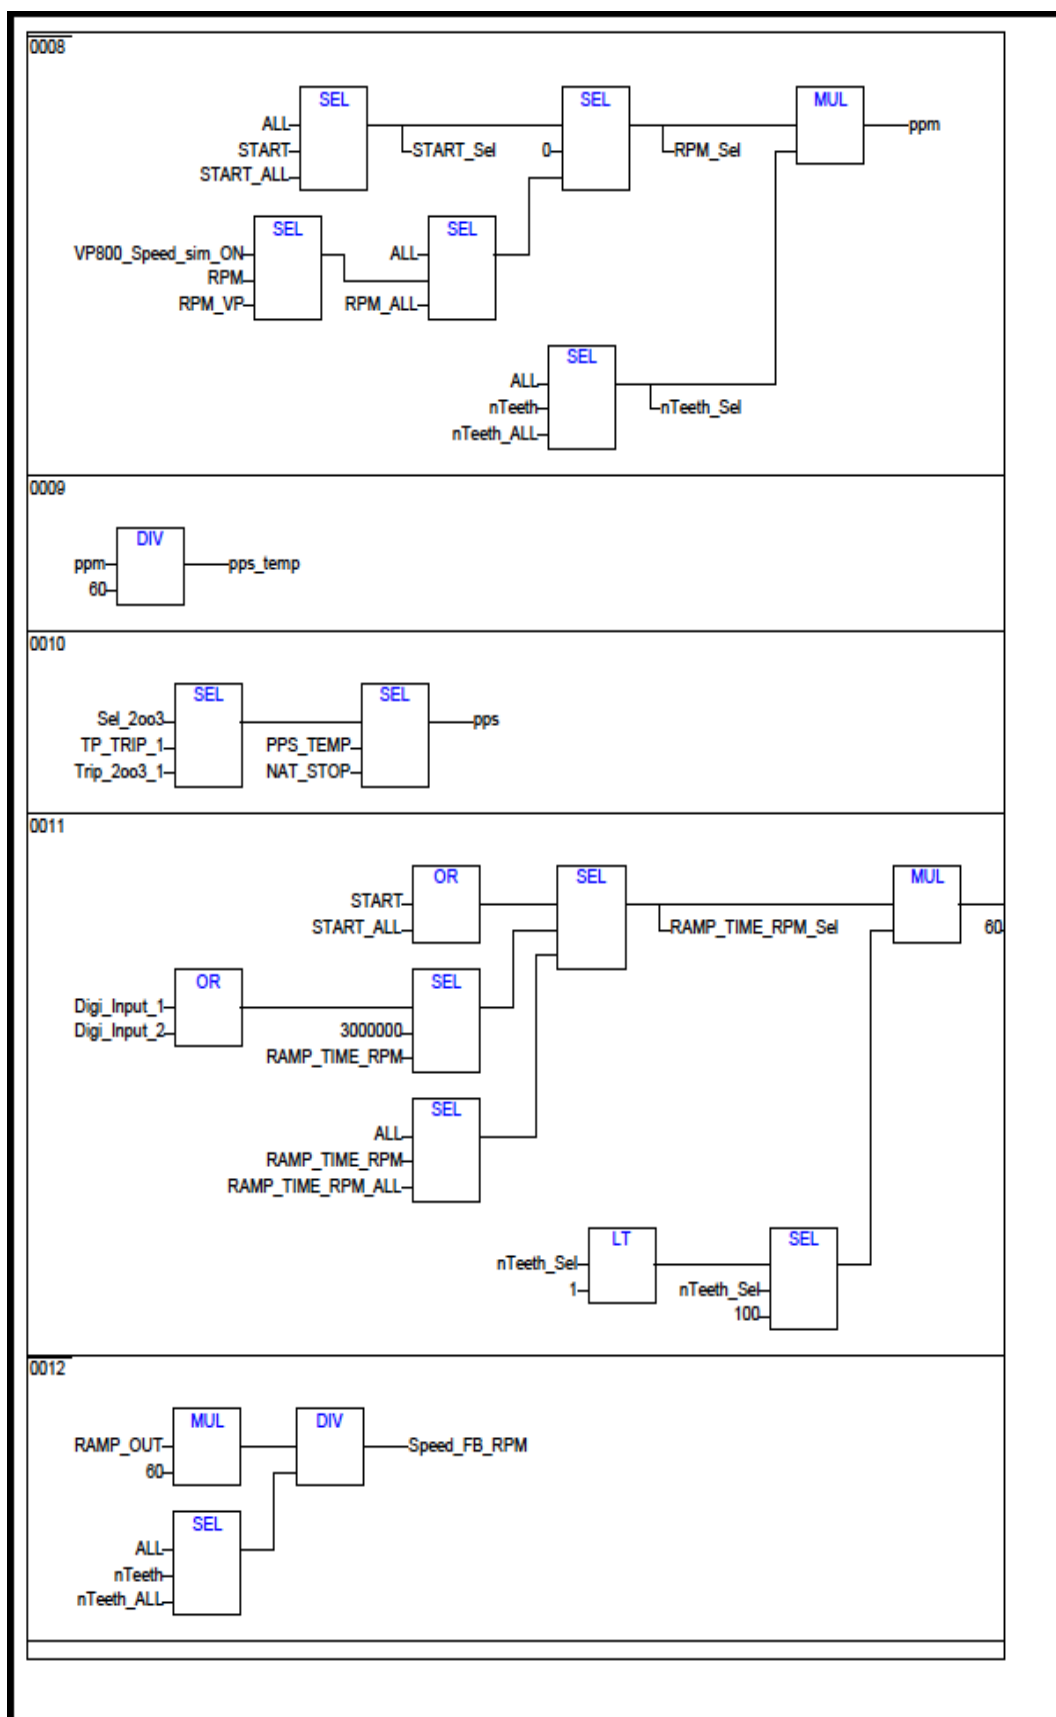 0008
SEL SEL MUL
ALL ppm
START START_Sel 0 RPM_Sel
START_ALL
SEL SEL
VP800_Speed_sim_ON ALL
RPM
RPM_VP RPM_ALL
SEL
ALL
nTeeth nTeeth_Sel
nTeeth_ALL
0009
DIV
ppm pps_temp
60
0010
SEL SEL
Sel_2oo3 pps
TP_TRIP_1 PPS_TEMP
Trip_2oo3_1 NAT_STOP
0011
OR SEL MUL
START
START_ALL RAMP_TIME_RPM_Sel 60
OR SEL
Digi_Input_1
Digi_Input_2 3000000
RAMP_TIME_RPM
SEL
ALL
RAMP_TIME_RPM
RAMP_TIME_RPM_ALL
LT SEL
nTeeth_Sel
1 nTeeth_Sel
100
0012
MUL DIV
RAMP_OUT Speed_FB_RPM
60
SEL
ALL
nTeeth
nTeeth_ALL